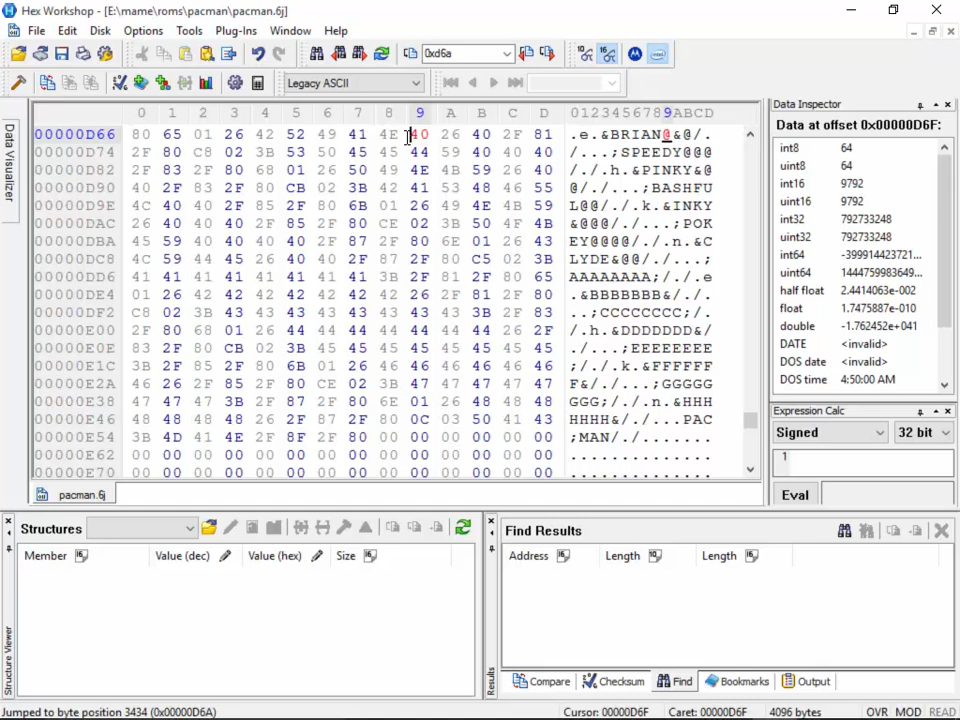 Hex Workshop - [E:\mame\roms\pacman\pacman.6j]
File Edit Disk Options Tools Plug-Ins Window Help
0xd6a
Legacy ASCII
Data Visualizer
0 1 2 3 4 5 6 7 8 9 A B C D 0123456789ABCD
00000D66 80 65 01 26 42 52 49 41 4E 40 26 40 2F 81 .e.&BRIAN@&@/.
00000D74 2F 80 C8 02 3B 53 50 45 45 44 59 40 40 40 /...;SPEEDY@@@
00000D82 2F 83 2F 80 68 01 26 50 49 4E 4B 59 26 40 /./.h.&PINKY&@
00000D90 40 2F 83 2F 80 CB 02 3B 42 41 53 48 46 55 @/./...;BASHFU
00000D9E 4C 40 40 2F 85 2F 80 6B 01 26 49 4E 4B 59 L@@/./.k.&INKY
00000DAC 26 40 40 40 2F 85 2F 80 CE 02 3B 50 4F 4B &@@@/./...;POK
00000DBA 45 59 40 40 40 40 2F 87 2F 80 6E 01 26 43 EY@@@@/./.n.&C
00000DC8 4C 59 44 45 26 40 40 2F 87 2F 80 C5 02 3B LYDE&@@/./...;
00000DD6 41 41 41 41 41 41 41 3B 2F 81 2F 80 65 AAAAAAAA;/./.e
00000DE4 01 26 42 42 42 42 42 42 42 26 2F 81 2F 80 .&BBBBBBB&/./.
00000DF2 C8 02 3B 43 43 43 43 43 43 43 43 3B 2F 83 ..;CCCCCCCC;/.
00000E00 2F 80 68 01 26 44 44 44 44 44 44 44 26 2F /.h.&DDDDDDD&/
00000E0E 83 2F 80 CB 02 3B 45 45 45 45 45 45 45 45 ./...;EEEEEEEE
00000E1C 3B 2F 85 2F 80 6B 01 26 46 46 46 46 46 46 ;/./.k.&FFFFFF
00000E2A 46 26 2F 85 2F 80 CE 02 3B 47 47 47 47 47 F&/./...;GGGGG
00000E38 47 47 47 3B 2F 87 2F 80 6E 01 26 48 48 48 GGG;/./.n.&HHH
00000E46 48 48 48 48 26 2F 87 2F 80 0C 03 50 41 43 HHHH&/./...PAC
00000E54 3B 4D 41 4E 2F 8F 2F 80 00 00 00 00 00 00 ;MAN/./.......
00000E62 00 00 00 00 00 00 00 00 00 00 00 00 00 00 ..............
00000E70 00 00 00 00 00 00 00 00 00 00 00 00 00 00
pacman.6j
Data Inspector
Data at offset 0x00000D6F:
int8 64
uint8 64
int16 9792
uint16 9792
int32 792733248
uint32 792733248
int64 -399914423721...
uint64 1444759983649...
half float 2.4414063e-002
float 1.7475887e-010
double -1.762452e+041
DATE <invalid>
DOS date <invalid>
DOS time 4:50:00 AM
Expression Calc
Signed 32 bit
1
Eval
Structures
Member Value (dec) Value (hex) Size
Structure Viewer
Find Results
Address Length Length
Results
Compare Checksum Find Bookmarks Output
Jumped to byte position 3434 (0x00000D6A) Cursor: 00000D6F Caret: 00000D6F 4096 bytes OVR MOD READ